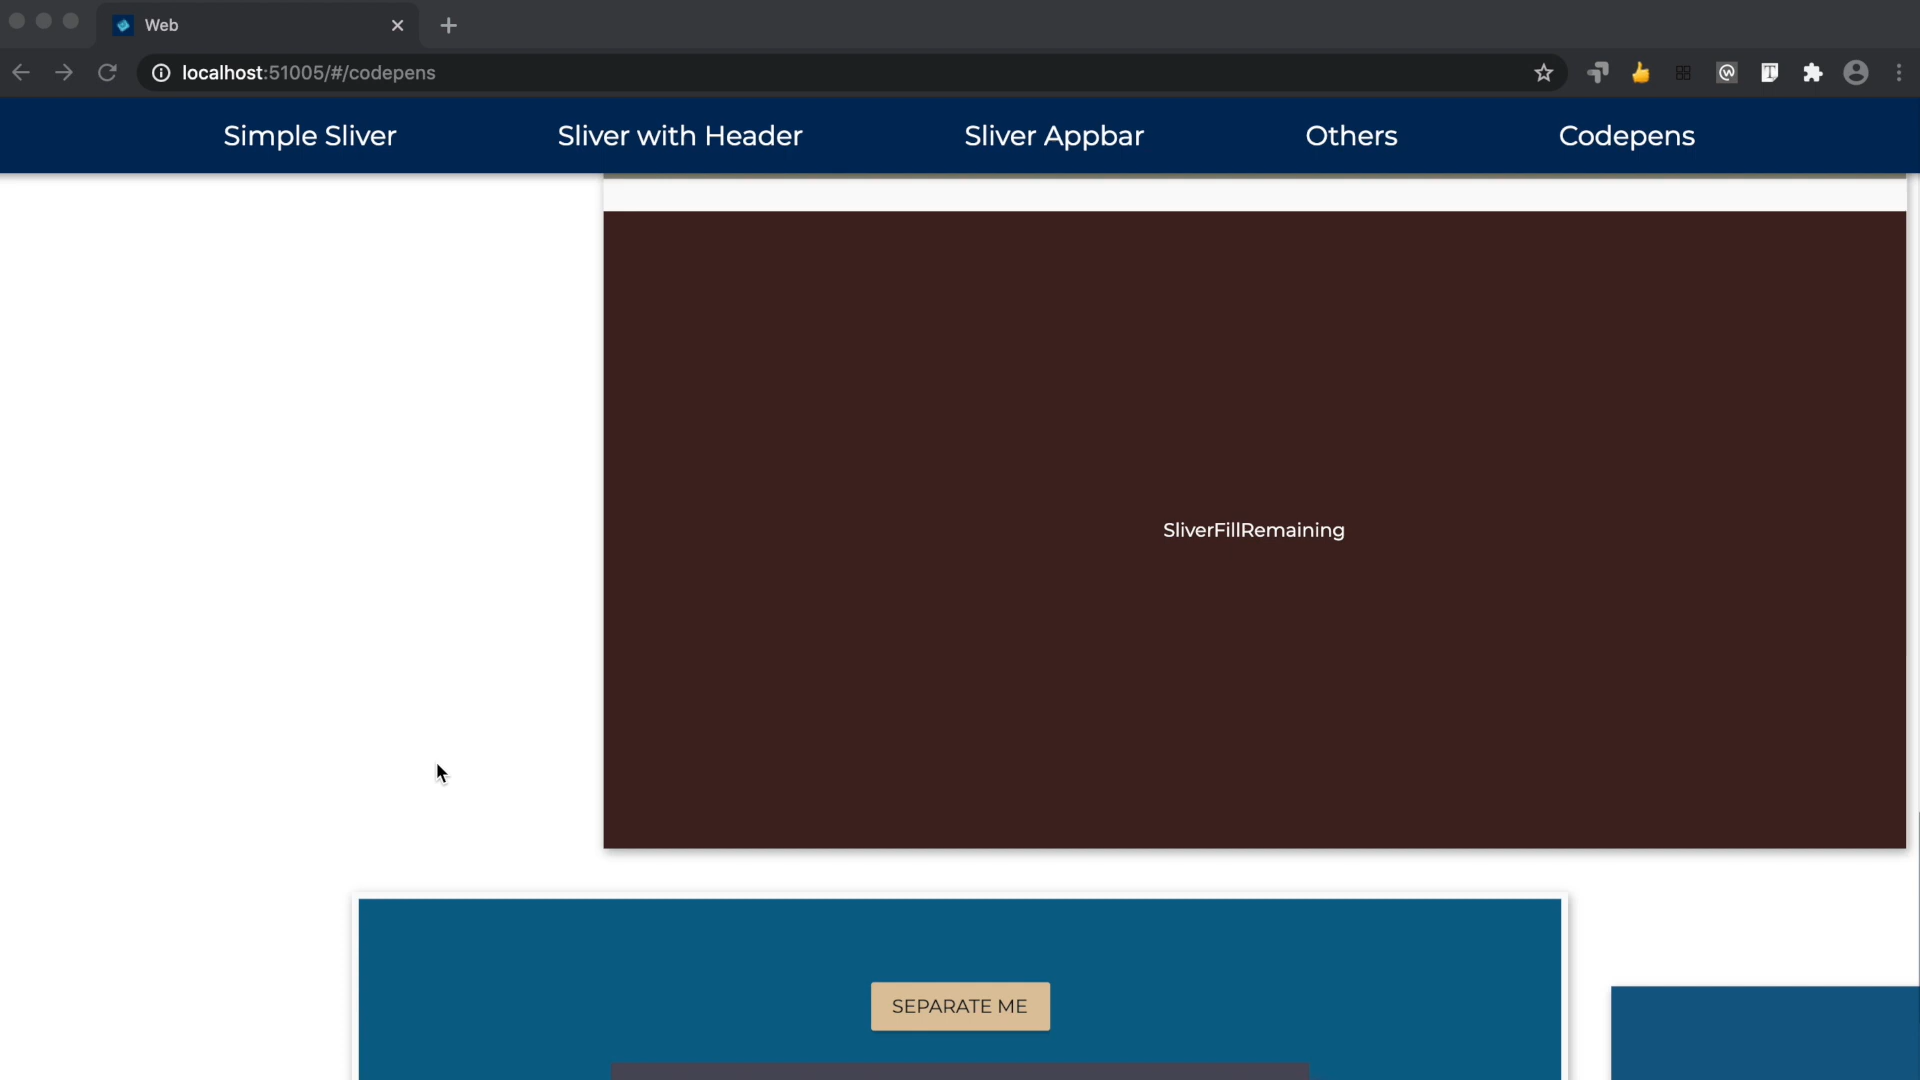 Web
localhost:51005/#/codepens
Simple Sliver
Sliver with Header
Sliver Appbar
Others
Codepens
SliverFillRemaining
SEPARATE ME